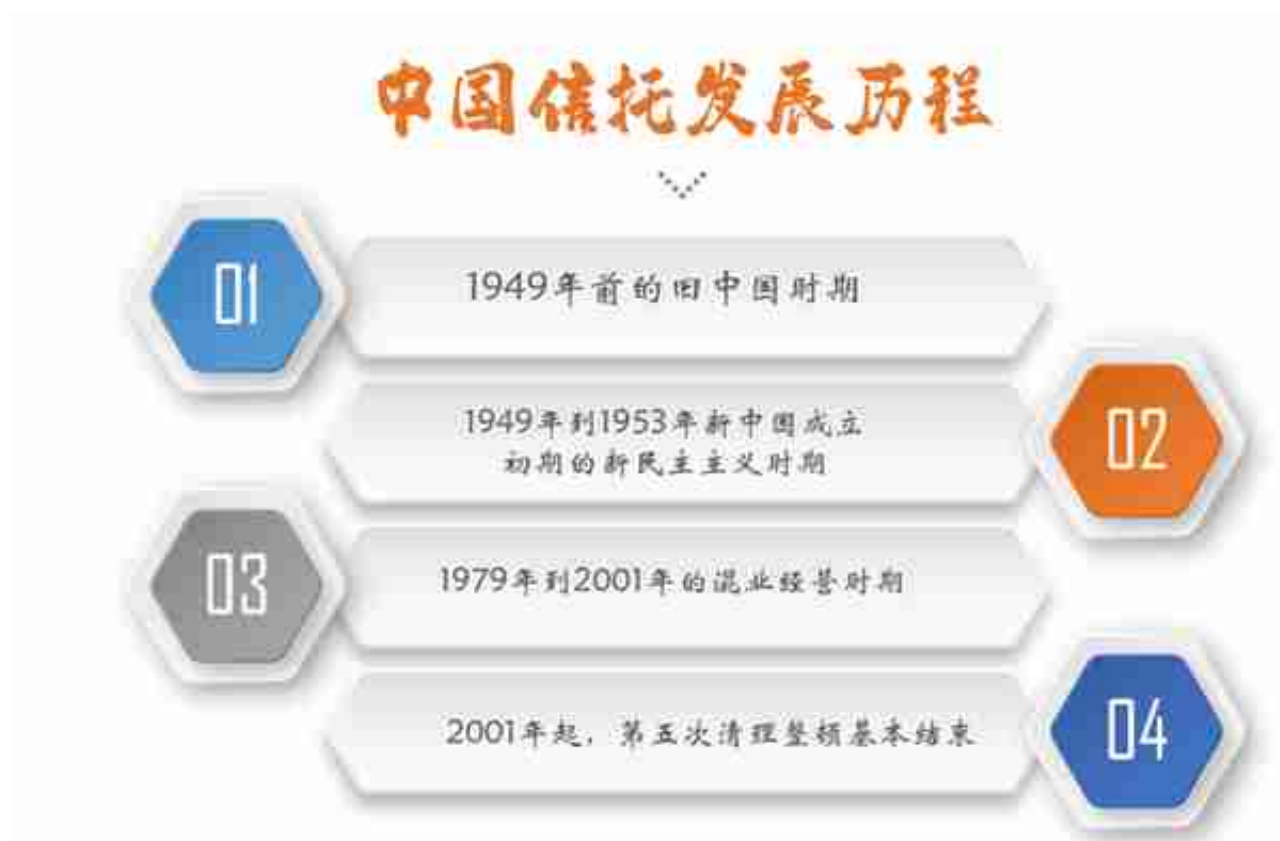 中国信托发展历程
01
1949年前的旧中国时期
1949年到1953年新中国成立
初期的新民主主义时期
02
03
1979年到2001年的混业经营时期
2001年起，第五次清理整顿基本结束
04